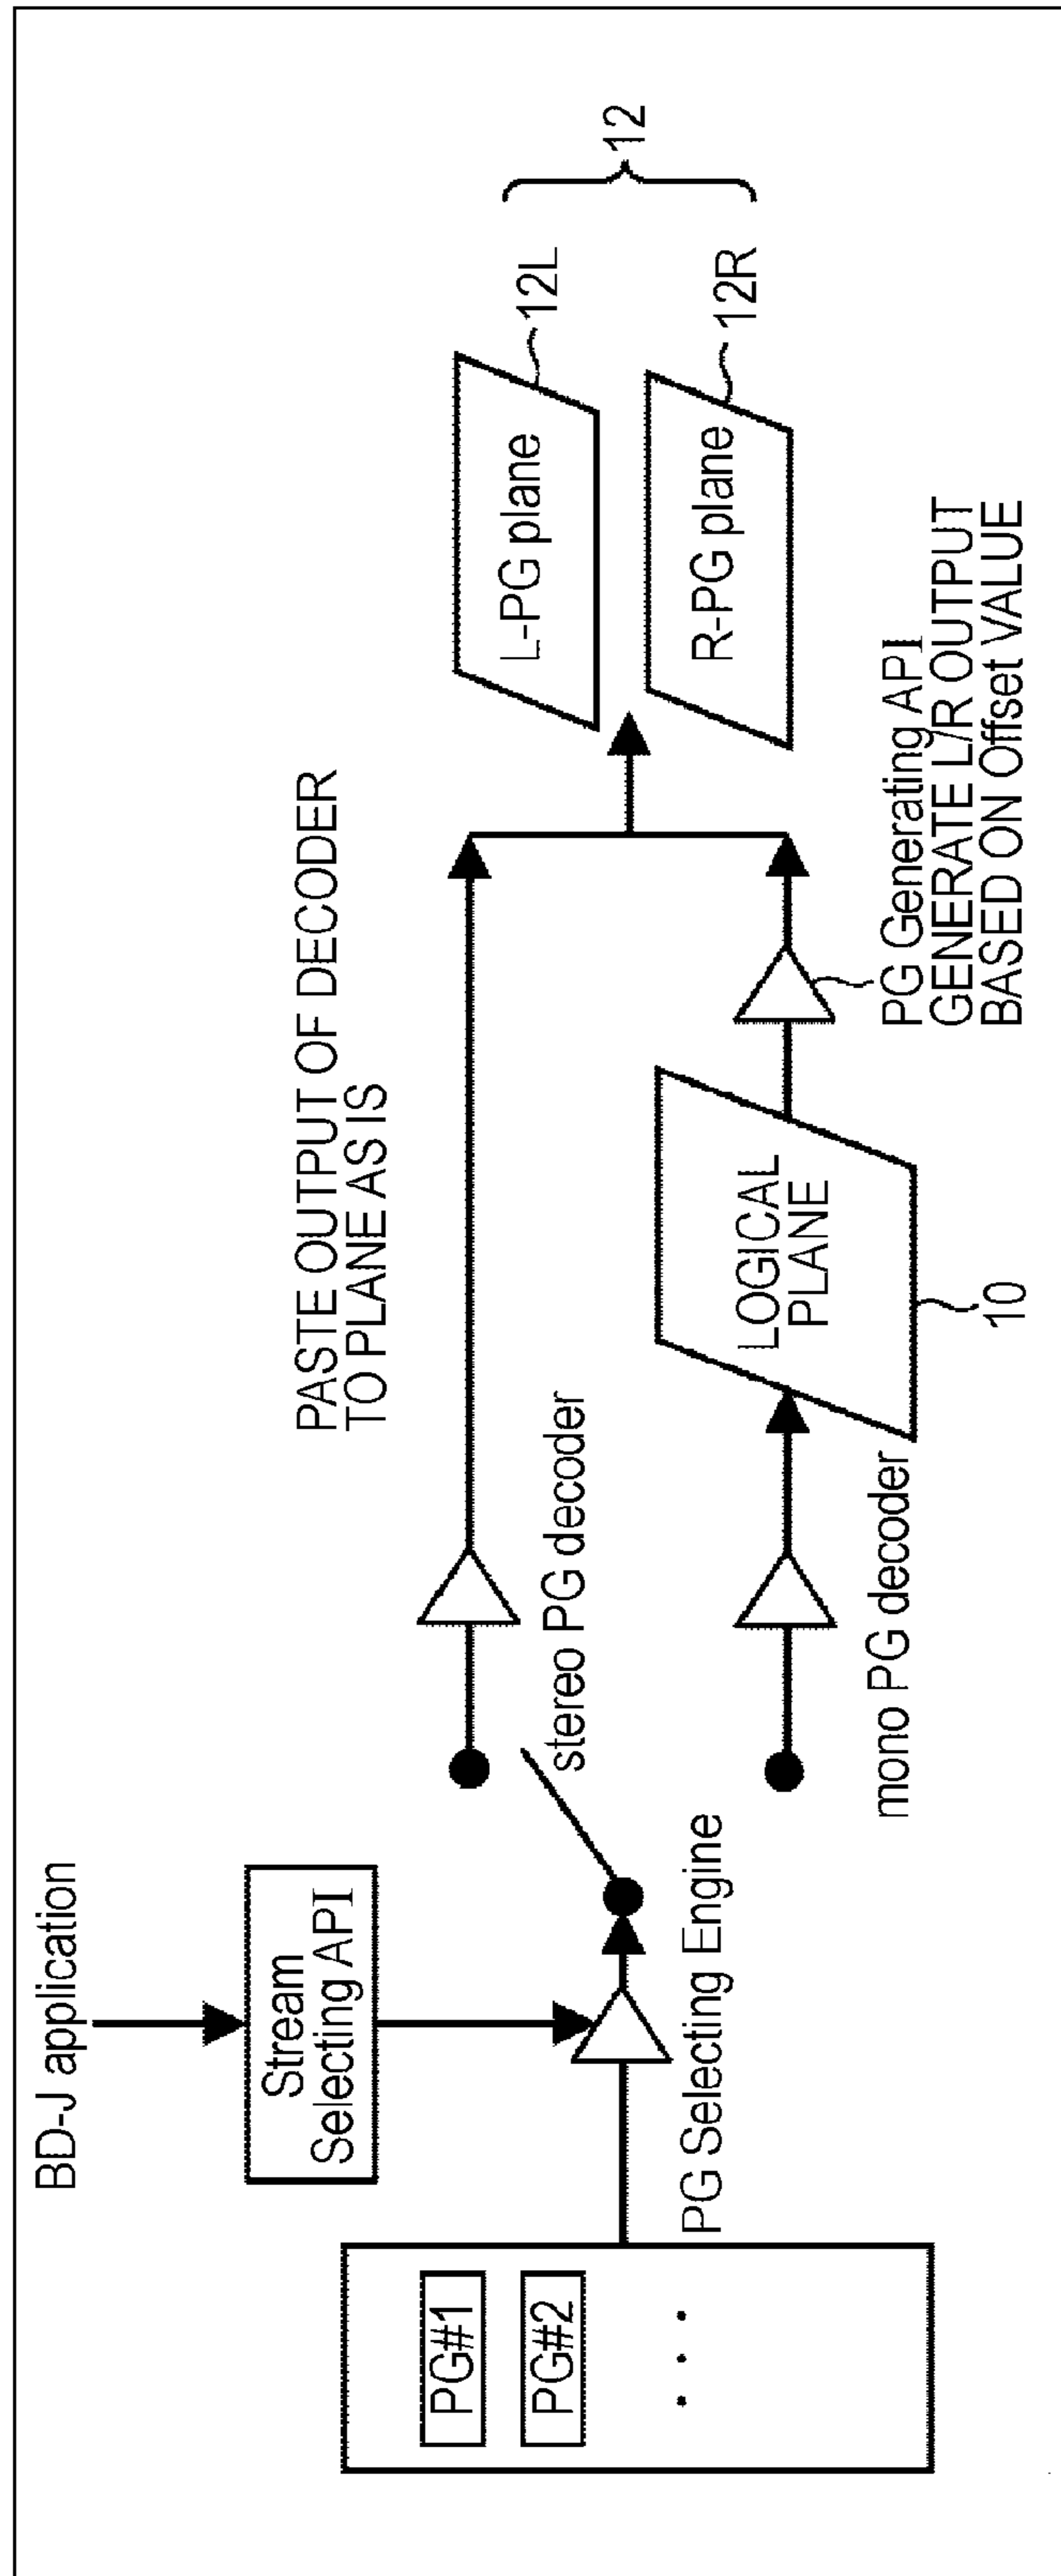 BD-J application
Stream
Selecting API
PG#1
PG#2
. . .
PG Selecting Engine
stereo PG decoder
mono PG decoder
PASTE OUTPUT OF DECODER
TO PLANE AS IS
LOGICAL
PLANE
10
PG Generating API
GENERATE L/R OUTPUT
BASED ON Offset VALUE
L-PG plane
12L
R-PG plane
12R
12